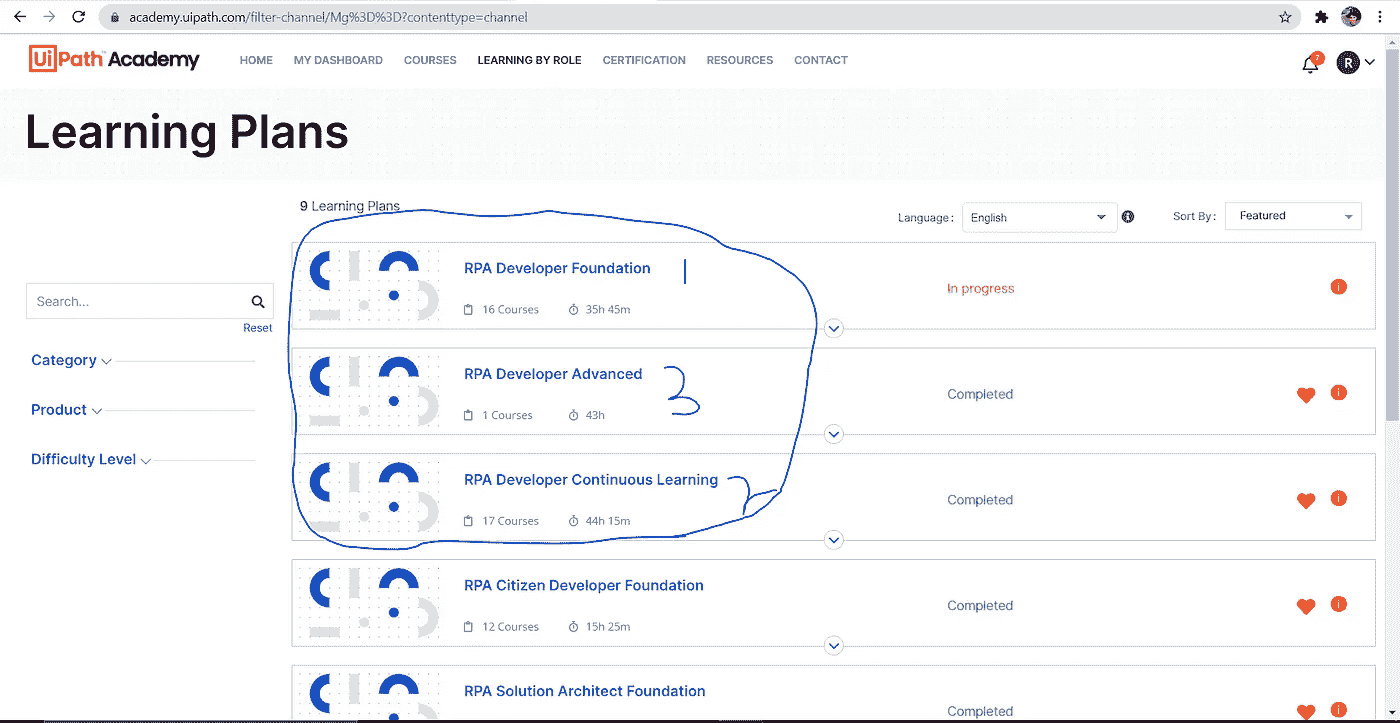 academy.uipath.com/filter-channel/Mg%3D%3D?contenttype=channel
UiPath Academy HOME MY DASHBOARD COURSES LEARNING BY ROLE CERTIFICATION RESOURCES CONTACT 7 R
Learning Plans
9 Learning Plans
Language: English i Sort By: Featured
Search...
Reset
Category
Product
Difficulty Level
RPA Developer Foundation 1
16 Courses 35h 45m
In progress i
RPA Developer Advanced 3
1 Courses 43h
Completed i
RPA Developer Continuous Learning 2
17 Courses 44h 15m
Completed i
RPA Citizen Developer Foundation
12 Courses 15h 25m
Completed i
RPA Solution Architect Foundation
Completed i